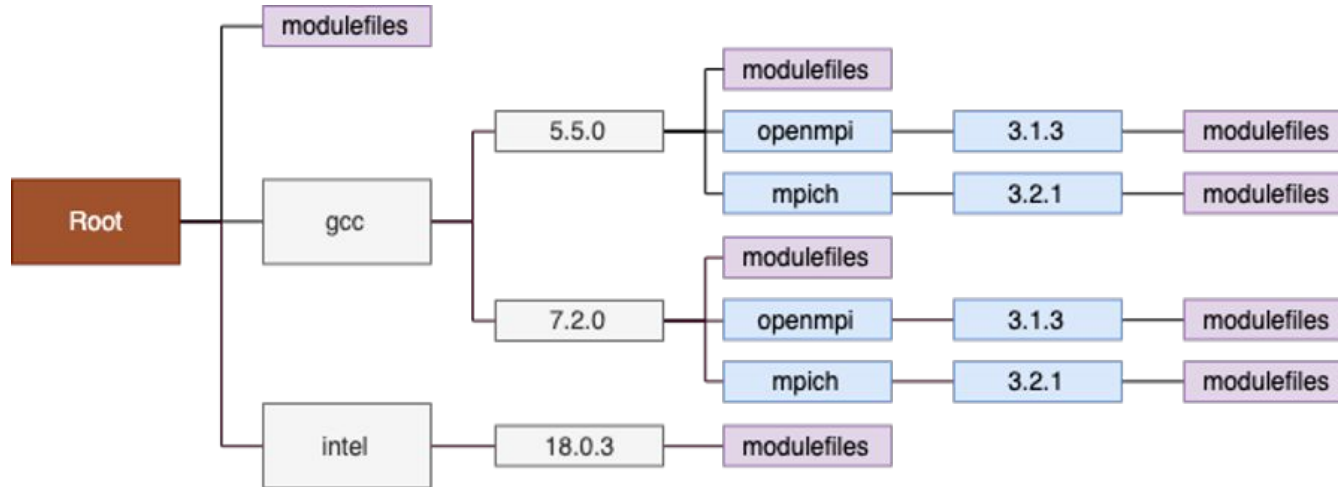 modulefiles
modulefiles
5.5.0
openmpi
3.1.3
modulefiles
mpich
3.2.1
modulefiles
Root
gcc
modulefiles
7.2.0
openmpi
3.1.3
modulefiles
mpich
3.2.1
modulefiles
intel
18.0.3
modulefiles